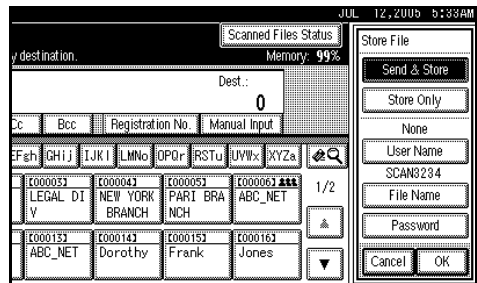 JUL 12,2005 5:33AM
Scanned Files Status
y destination.
Memory: 99%
Dest.:
0
Cc
Bcc
Registration No.
Manual Input
EFgh
GHiJ
IJKl
LMNo
OPQr
RSTu
UVWx
XYZa
[00003]
LEGAL DI
V
[00004]
NEW YORK
BRANCH
[00005]
PARI BRA
NCH
[00006]
ABC_NET
1/2
[00013]
ABC_NET
[00014]
Dorothy
[00015]
Frank
[00016]
Jones
Store File
Send & Store
Store Only
None
User Name
SCAN3234
File Name
Password
Cancel
OK